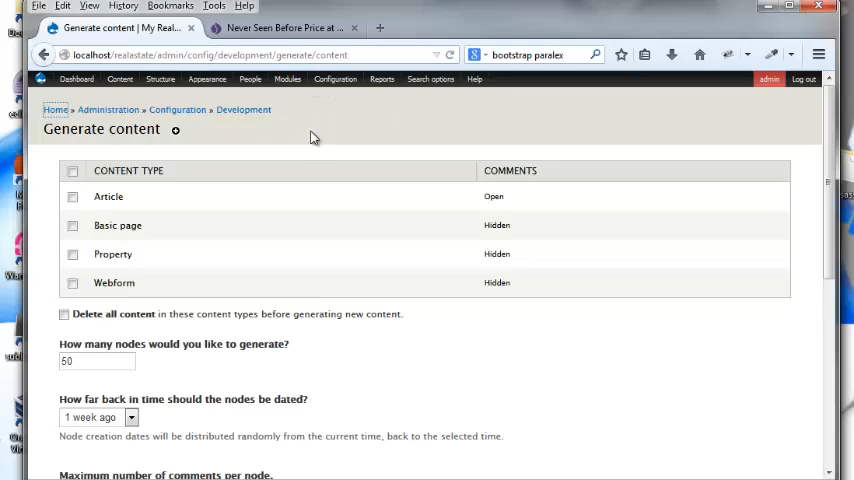 File Edit View History Bookmarks Tools Help
Generate content | My Real... × Never Seen Before Price at ... × +
localhost/realastate/admin/config/development/generate/content bootstrap paralex
Dashboard Content Structure Appearance People Modules Configuration Reports Search options Help admin Log out
Home » Administration » Configuration » Development
Generate content
CONTENT TYPE COMMENTS
Article Open
Basic page Hidden
Property Hidden
Webform Hidden
Delete all content in these content types before generating new content.
How many nodes would you like to generate?
50
How far back in time should the nodes be dated?
1 week ago
Node creation dates will be distributed randomly from the current time, back to the selected time.
Maximum number of comments per node.